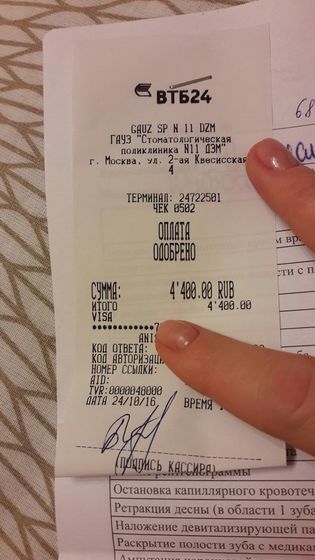 ВТБ24
GAUZ SP N 11 DZM
ГАУЗ "Стоматологическая
поликлиника N11 ДЗМ"
г. Москва, ул. 2-ая Квесисская
4
ТЕРМИНАЛ: 24722501
ЧЕК 0502
ОПЛАТА
ОДОБРЕНО
СУММА: 4'400.00 RUB
ИТОГО 4'400.00
VISA
КОД ОТВЕТА:
КОД АВТОРИЗАЦИ
НОМЕР ССЫЛКИ:
AID:
TVR:0000048000
ДАТА 24/10/16 ВРЕМЯ
(ПОДПИСЬ КАССИРА)
68
Остановка капиллярного кровотеч
Ретракция десны (в области 1 зуба
Наложение девитализирующей па
Раскрытие полости зуба с медика